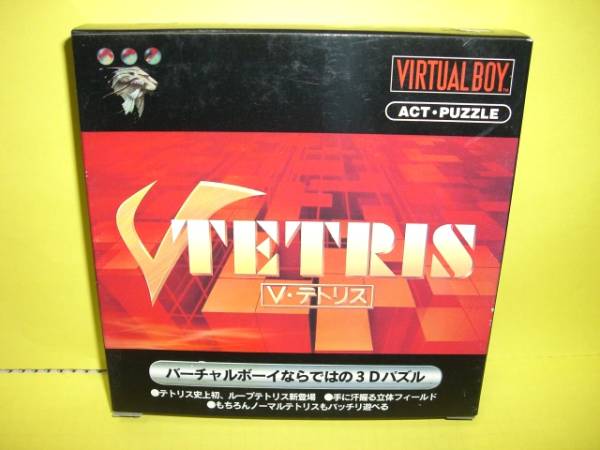 VIRTUAL BOY™
ACT・PUZZLE
V TETRIS
V・テトリス
バーチャルボーイならではの3Dパズル
●テトリス史上初、ループテトリス新登場 ●手に汗握る立体フィールド
●もちろんノーマルテトリスもバッチリ遊べる